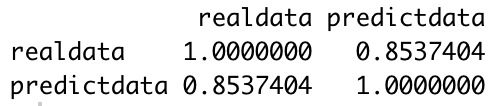 realdata predictdata
realdata 1.0000000 0.8537404
predictdata 0.8537404 1.0000000